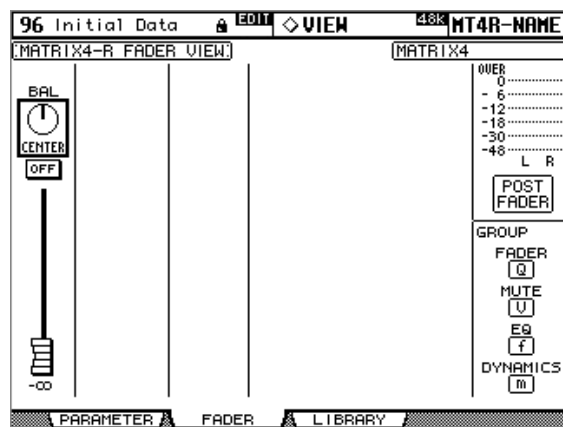 96 Initial Data EDIT ◇VIEW 48K MT4R-NAME
MATRIX4-R FADER VIEW MATRIX4
BAL
CENTER
OFF
-∞
OVER
0
- 6
-12
-18
-30
-48
L R
POST
FADER
GROUP
FADER
Q
MUTE
V
EQ
f
DYNAMICS
m
PARAMETER FADER LIBRARY